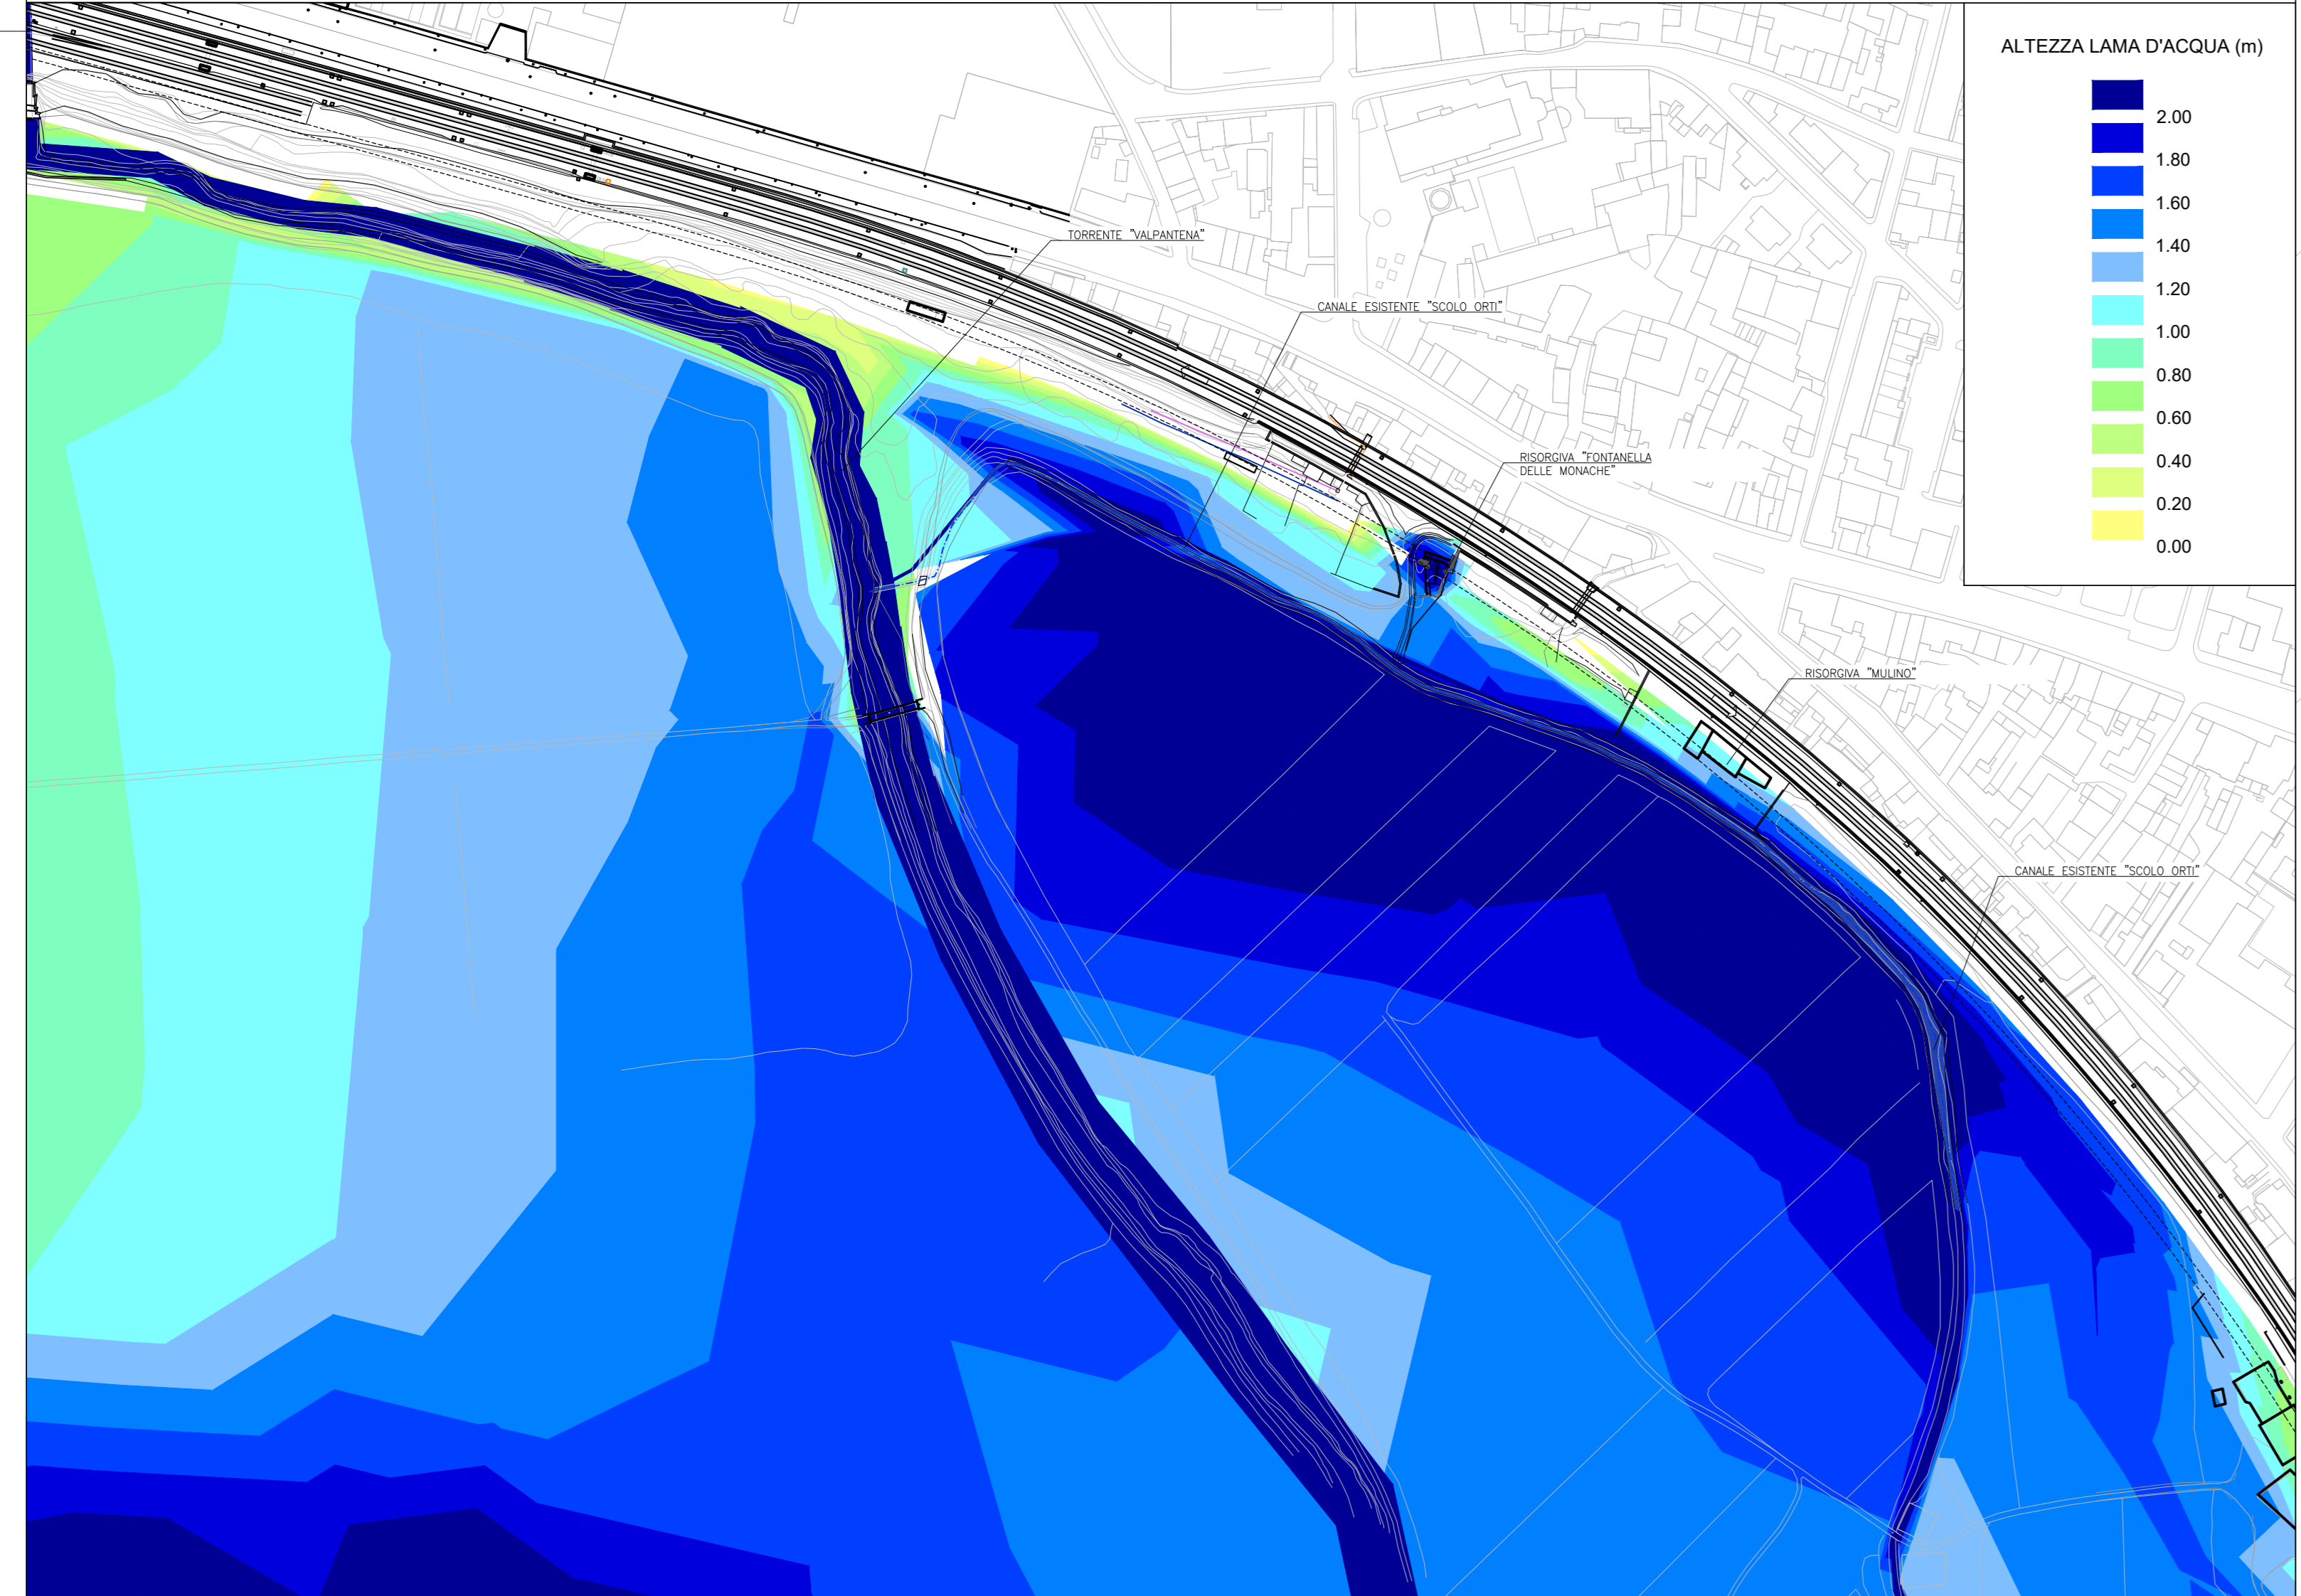 ALTEZZA LAMA D'ACQUA (m)
2.00
1.80
1.60
1.40
1.20
1.00
0.80
0.60
0.40
0.20
0.00
TORRENTE "VALPANTENA"
CANALE ESISTENTE "SCOLO ORTI"
RISORGIVA "FONTANELLA
DELLE MONACHE"
RISORGIVA "MULINO"
CANALE ESISTENTE "SCOLO ORTI"